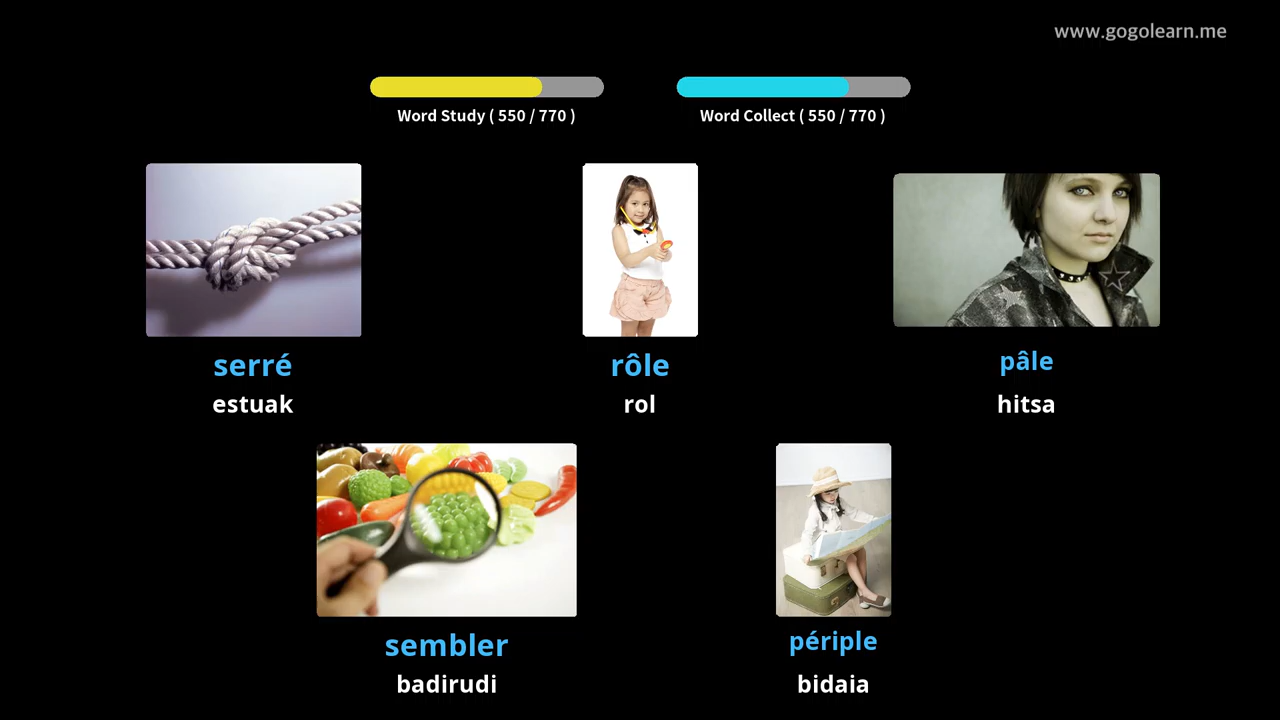 www.gogolearn.me
Word Study ( 550 / 770 )
Word Collect ( 550 / 770 )
serré
estuak
rôle
rol
pâle
hitsa
sembler
badirudi
périple
bidaia